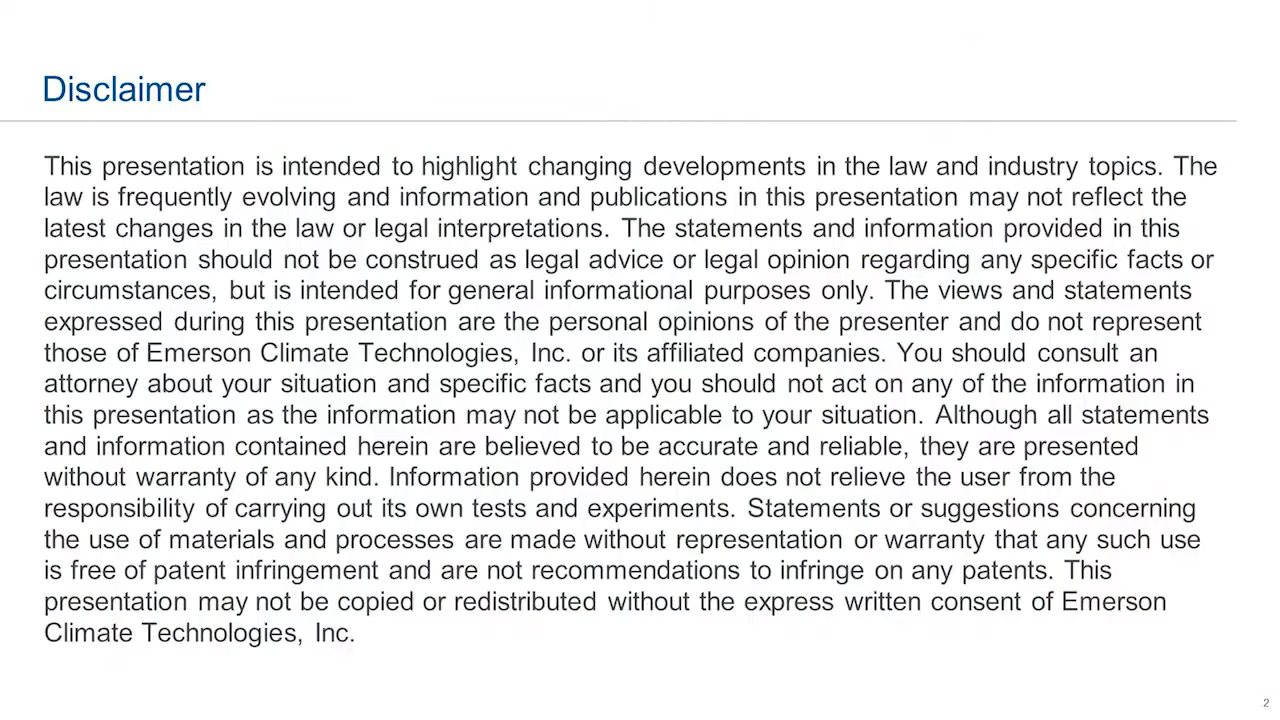 Disclaimer
This presentation is intended to highlight changing developments in the law and industry topics. The
law is frequently evolving and information and publications in this presentation may not reflect the
latest changes in the law or legal interpretations. The statements and information provided in this
presentation should not be construed as legal advice or legal opinion regarding any specific facts or
circumstances, but is intended for general informational purposes only. The views and statements
expressed during this presentation are the personal opinions of the presenter and do not represent
those of Emerson Climate Technologies, Inc. or its affiliated companies. You should consult an
attorney about your situation and specific facts and you should not act on any of the information in
this presentation as the information may not be applicable to your situation. Although all statements
and information contained herein are believed to be accurate and reliable, they are presented
without warranty of any kind. Information provided herein does not relieve the user from the
responsibility of carrying out its own tests and experiments. Statements or suggestions concerning
the use of materials and processes are made without representation or warranty that any such use
is free of patent infringement and are not recommendations to infringe on any patents. This
presentation may not be copied or redistributed without the express written consent of Emerson
Climate Technologies, Inc.
2